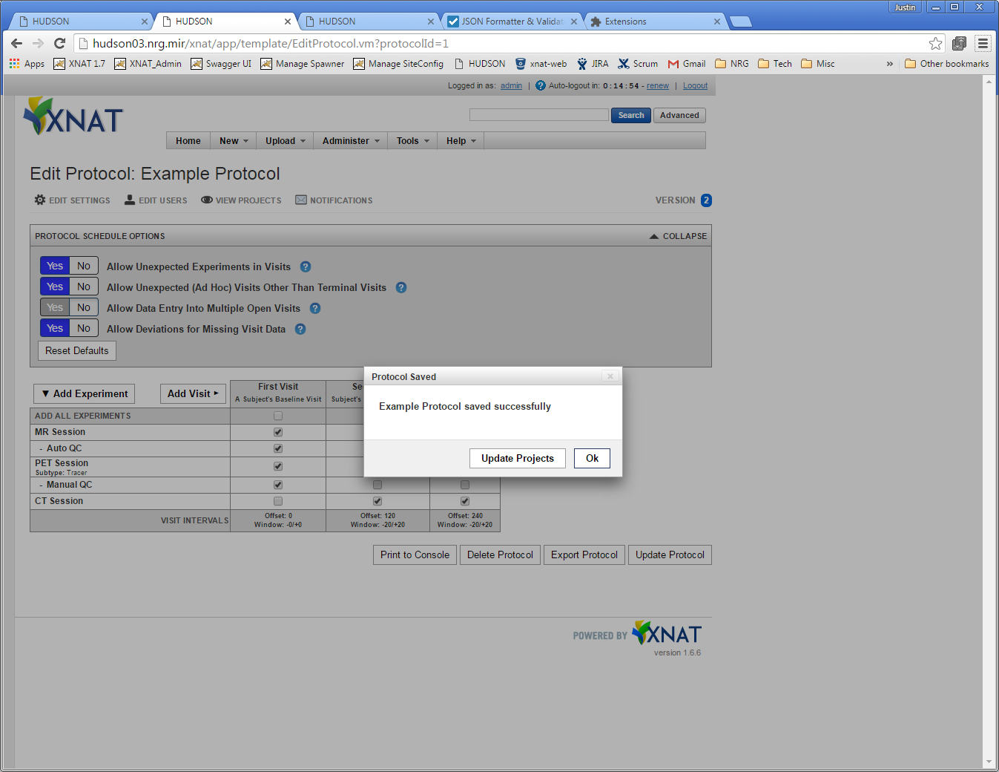 Justin
HUDSON
HUDSON
HUDSON
JSON Formatter & Validat
Extensions
hudson03.nrg.mir/xnat/app/template/EditProtocol.vm?protocolId=1
Apps XNAT 1.7 XNAT_Admin Swagger UI Manage Spawner Manage SiteConfig HUDSON xnat-web JIRA Scrum Gmail NRG Tech Misc » Other bookmarks
Logged in as: admin | ? Auto-logout in: 0:14:54 - renew | Logout
XNAT
Search Advanced
Home New Upload Administer Tools Help
Edit Protocol: Example Protocol
EDIT SETTINGS EDIT USERS VIEW PROJECTS NOTIFICATIONS VERSION 2
PROTOCOL SCHEDULE OPTIONS COLLAPSE
Yes No Allow Unexpected Experiments in Visits ?
Yes No Allow Unexpected (Ad Hoc) Visits Other Than Terminal Visits ?
Yes No Allow Data Entry Into Multiple Open Visits ?
Yes No Allow Deviations for Missing Visit Data ?
Reset Defaults
Protocol Saved
Example Protocol saved successfully
Update Projects Ok
Add Experiment Add Visit
First Visit Se
A Subject's Baseline Visit Subject's
ADD ALL EXPERIMENTS
MR Session
- Auto QC
PET Session
Subtype: Tracer
- Manual QC
CT Session
VISIT INTERVALS
Offset: 0 Offset: 120 Offset: 240
Window: -0/+0 Window: -20/+20 Window: -20/+20
Print to Console Delete Protocol Export Protocol Update Protocol
POWERED BY XNAT
version 1.6.6